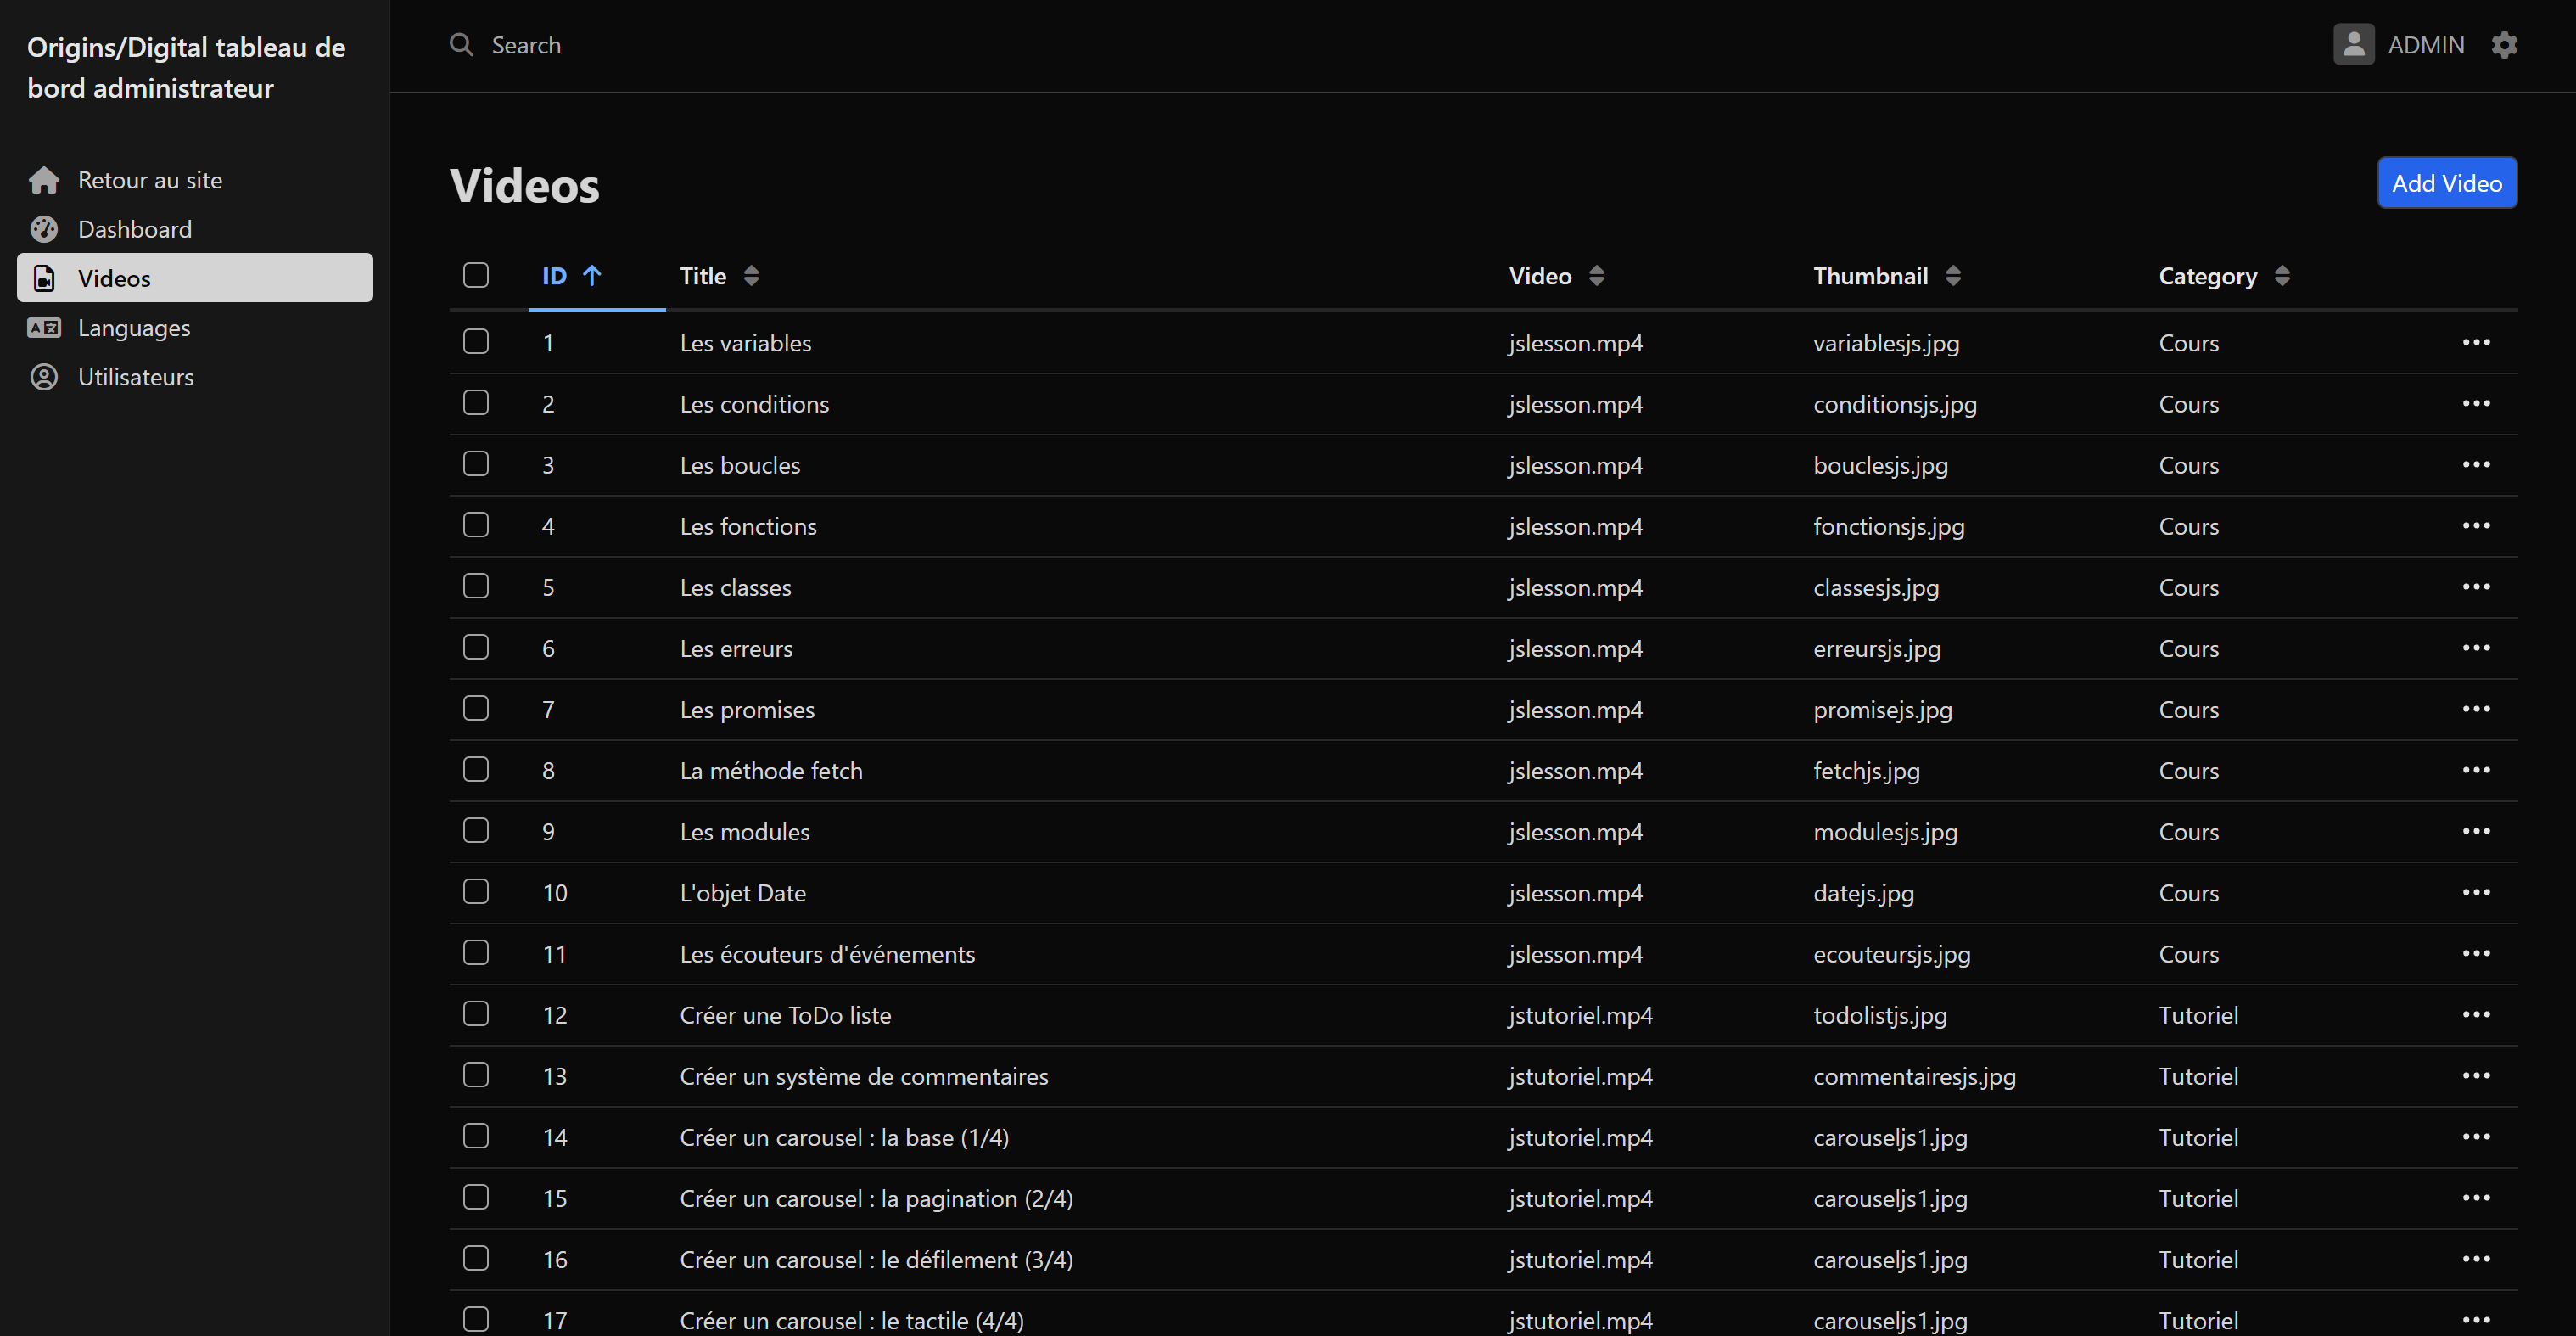 Origins/Digital tableau de
bord administrateur
Retour au site
Dashboard
Videos
Languages
Utilisateurs
Search
ADMIN
Videos
Add Video
ID Title Video Thumbnail Category
1 Les variables jslesson.mp4 variablesjs.jpg Cours
2 Les conditions jslesson.mp4 conditionsjs.jpg Cours
3 Les boucles jslesson.mp4 bouclesjs.jpg Cours
4 Les fonctions jslesson.mp4 fonctionsjs.jpg Cours
5 Les classes jslesson.mp4 classesjs.jpg Cours
6 Les erreurs jslesson.mp4 erreursjs.jpg Cours
7 Les promises jslesson.mp4 promisejs.jpg Cours
8 La méthode fetch jslesson.mp4 fetchjs.jpg Cours
9 Les modules jslesson.mp4 modulesjs.jpg Cours
10 L'objet Date jslesson.mp4 datejs.jpg Cours
11 Les écouteurs d'événements jslesson.mp4 ecouteursjs.jpg Cours
12 Créer une ToDo liste jstutoriel.mp4 todolistjs.jpg Tutoriel
13 Créer un système de commentaires jstutoriel.mp4 commentairesjs.jpg Tutoriel
14 Créer un carousel : la base (1/4) jstutoriel.mp4 carouseljs1.jpg Tutoriel
15 Créer un carousel : la pagination (2/4) jstutoriel.mp4 carouseljs1.jpg Tutoriel
16 Créer un carousel : le défilement (3/4) jstutoriel.mp4 carouseljs1.jpg Tutoriel
17 Créer un carousel : le tactile (4/4) jstutoriel.mp4 carouseljs1.jpg Tutoriel